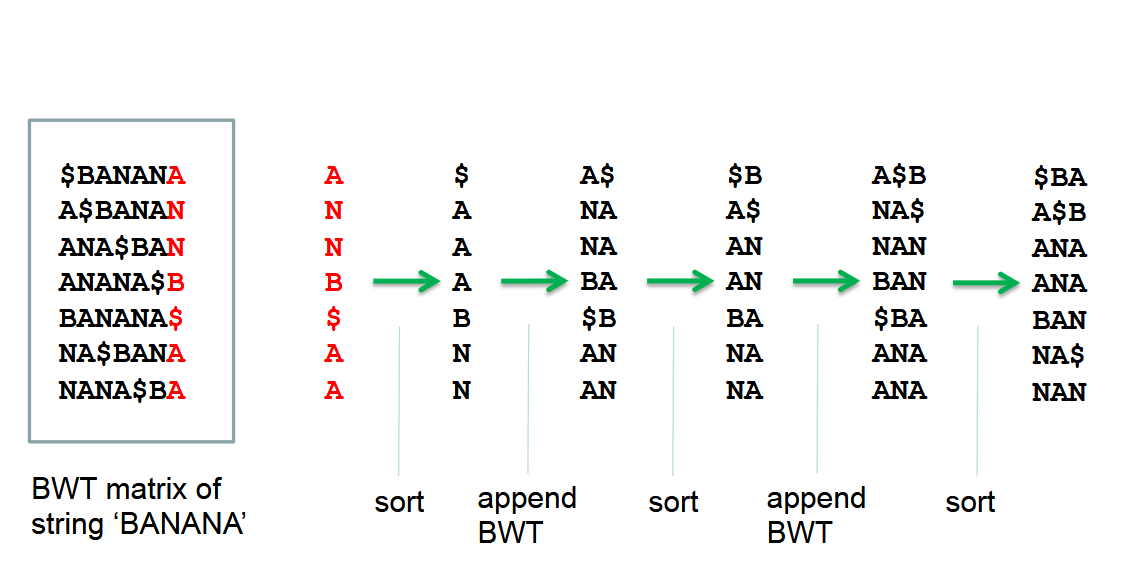 $BANANA A $ A$ $B A$B $BA
A$BANAN N A NA A$ NA$ A$B
ANA$BAN N A NA AN NAN ANA
ANANA$B B A BA AN BAN ANA
BANANA$ $ B $B BA $BA BAN
NA$BANA A N AN NA ANA NA$
NANA$BA A N AN NA ANA NAN
BWT matrix of
string ‘BANANA’
sort
append
BWT
sort
append
BWT
sort